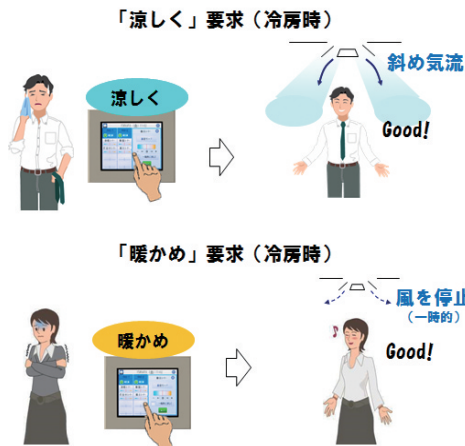 「涼しく」要求（冷房時）
涼しく
斜め気流
Good!
「暖かめ」要求（冷房時）
暖かめ
風を停止
（一時的）
Good!